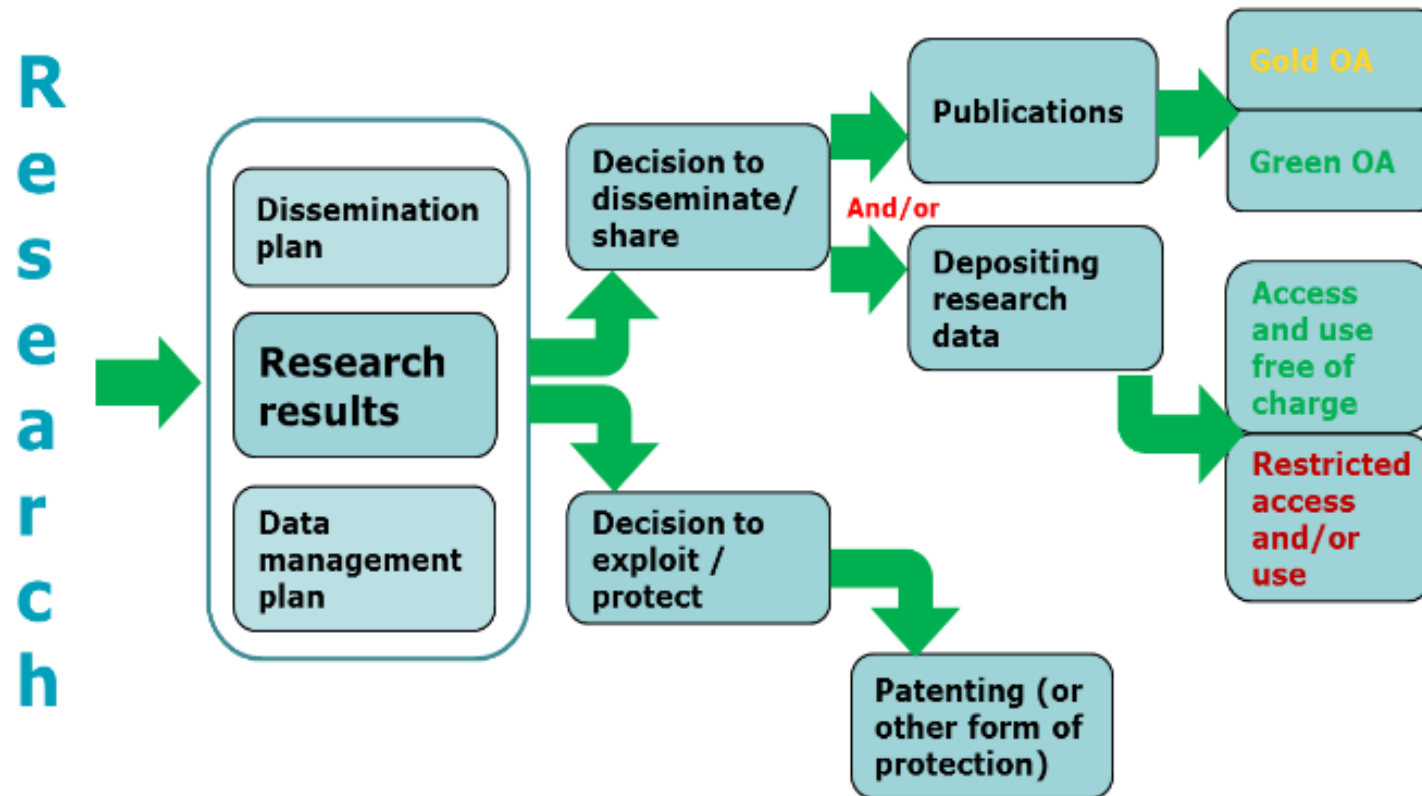 Research
Dissemination
plan
Research
results
Data
management
plan
Decision to
disseminate/
share
Decision to
exploit /
protect
And/or
Publications
Depositing
research
data
Patenting (or
other form of
protection)
Gold OA
Green OA
Access
and use
free of
charge
Restricted
access
and/or
use